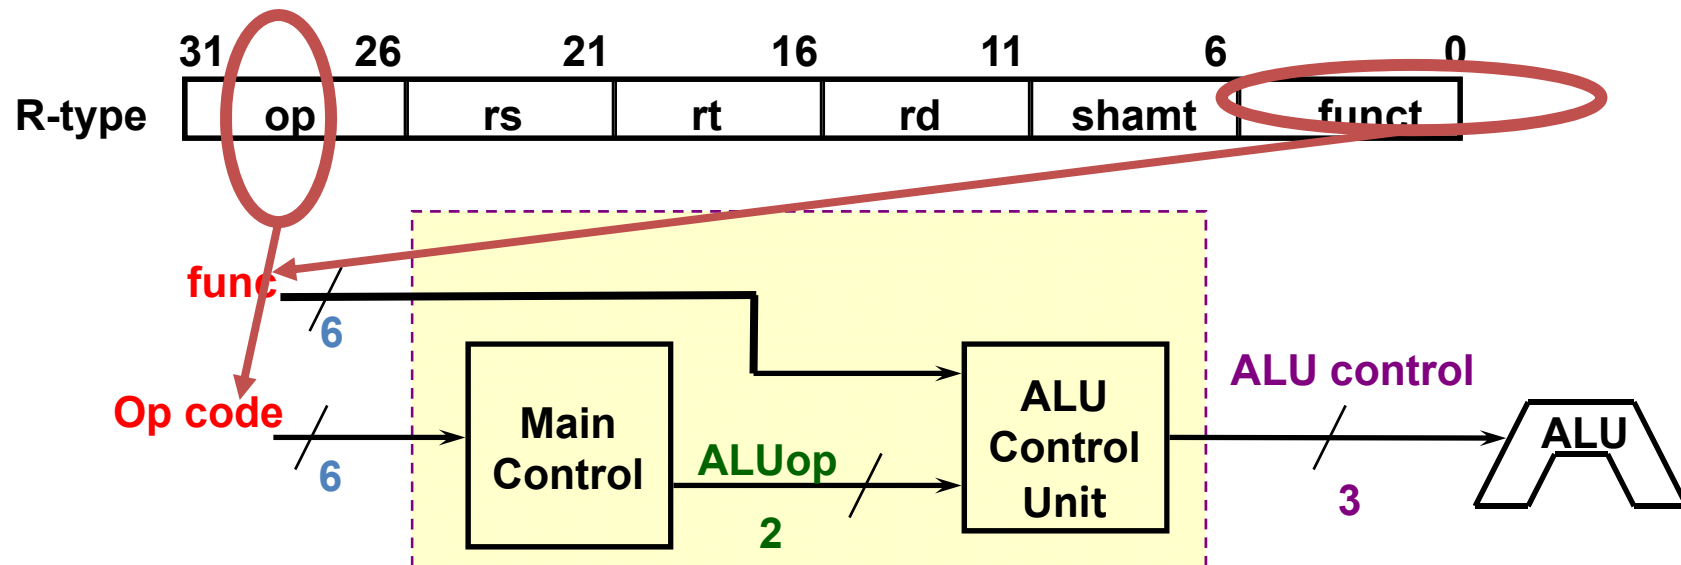 31 26 21 16 11 6 0
R-type op rs rt rd shamt funct
func
6
Op code
6
Main
Control
ALUop
2
ALU
Control
Unit
ALU control
3
ALU